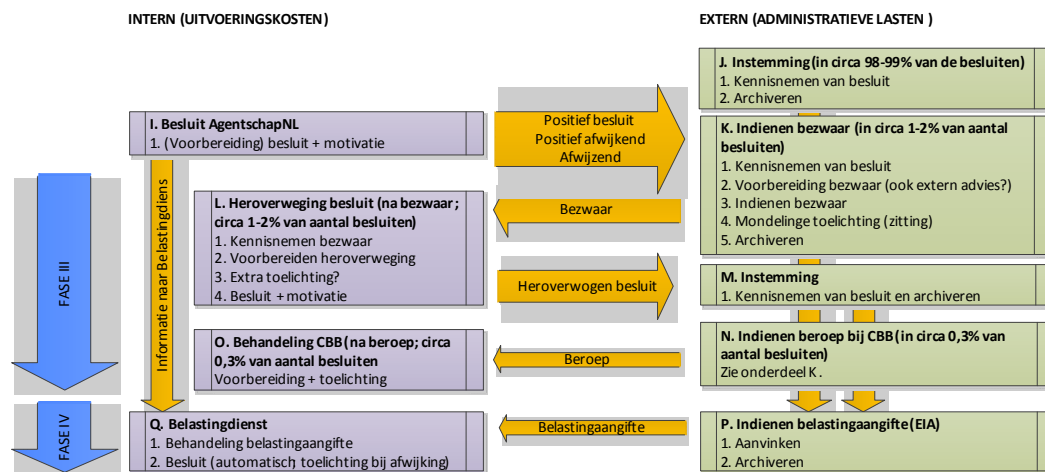 INTERN (UITVOERINGSKOSTEN)
EXTERN (ADMINISTRATIEVE LASTEN )
J. Instemming (in circa 98-99% van de besluiten)
1. Kennisnemen van besluit
2. Archiveren
I. Besluit AgentschapNL
1. (Voorbereiding) besluit + motivatie
Positief besluit
Positief afwijkend
Afwijzend
K. Indienen bezwaar (in circa 1-2% van aantal
besluiten)
1. Kennisnemen van besluit
2. Voorbereiding bezwaar (ook extern advies?)
3. Indienen bezwaar
4. Mondelinge toelichting (zitting)
5. Archiveren
FASE III
Informatie naar Belastingdiens
L. Heroverweging besluit (na bezwaar ;
circa 1-2% van aantal besluiten)
1. Kennisnemen bezwaar
2. Voorbereiden heroverweging
3. Extra toelichting?
4. Besluit + motivatie
Bezwaar
Heroverwogen besluit
M. Instemming
1. Kennisnemen van besluit en archiveren
O. Behandeling CBB (na beroep; circa
0,3% van aantal besluiten
Voorbereiding + toelichting
Beroep
N. Indienen beroep bij CBB (in circa 0,3% van
aantal besluiten)
Zie onderdeel K .
FASE IV
Q. Belastingdienst
1. Behandeling belastingaangifte
2. Besluit (automatisch; toelichting bij afwijking)
Belastingaangifte
P. Indienen belastingaangifte (EIA)
1. Aanvinken
2. Archiveren